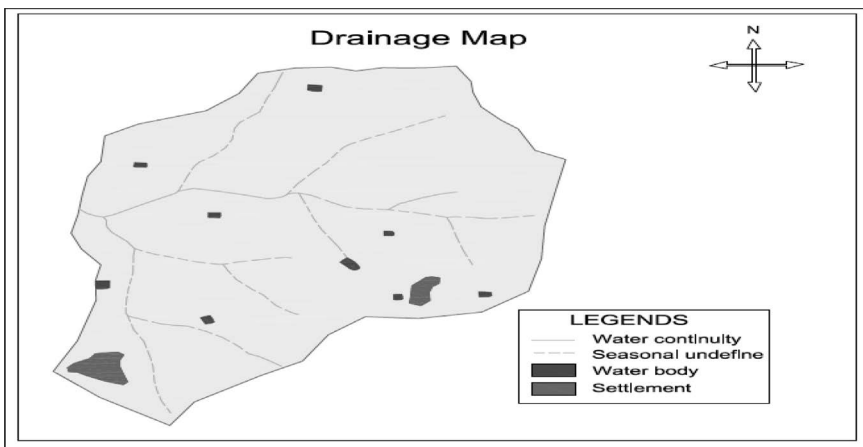 Drainage Map
N
LEGENDS
Water continuity
Seasonal undefine
Water body
Settlement